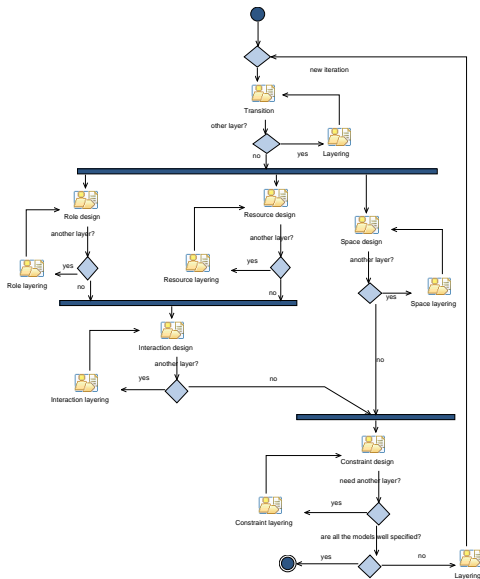 new iteration
Transition
other layer?
no
yes
Layering
Role design
Resource design
Space design
another layer?
another layer?
another layer?
yes
Role layering
no
Resource layering
yes
no
yes
Space layering
Interaction design
another layer?
no
yes
no
Interaction layering
Constraint design
need another layer?
yes
Constraint layering
are all the models well specified?
yes
no
Layering